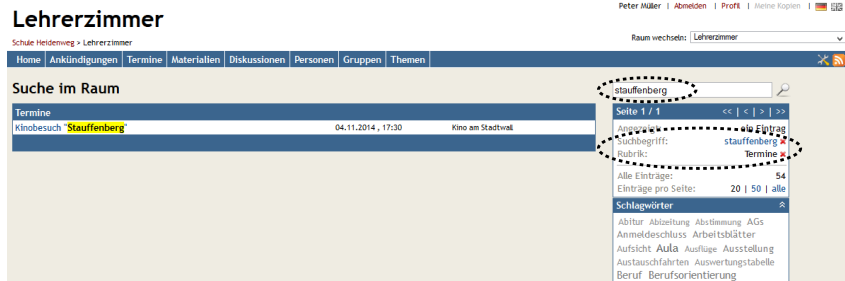 Peter Müller | Abmelden | Profil | Meine Kopien |
Lehrerzimmer
Schule Heidenweg > Lehrerzimmer
Raum wechseln: Lehrerzimmer
Home Ankündigungen Termine Materialien Diskussionen Personen Gruppen Themen
Suche im Raum
stauffenberg
Termine
Kinobesuch "Stauffenberg" 04.11.2014 , 17:30 Kino am Stadtwall
Seite 1 / 1 << | < | > | >>
Angezeigt: ein Eintrag
Suchbegriff: stauffenberg
Rubrik: Termine
Alle Einträge: 54
Einträge pro Seite: 20 | 50 | alle
Schlagwörter
Abitur Abizeitung Abstimmung AGs
Anmeldeschluss Arbeitsblätter
Aufsicht Aula Ausflüge Ausstellung
Austauschfahrten Auswertungstabelle
Beruf Berufsorientierung